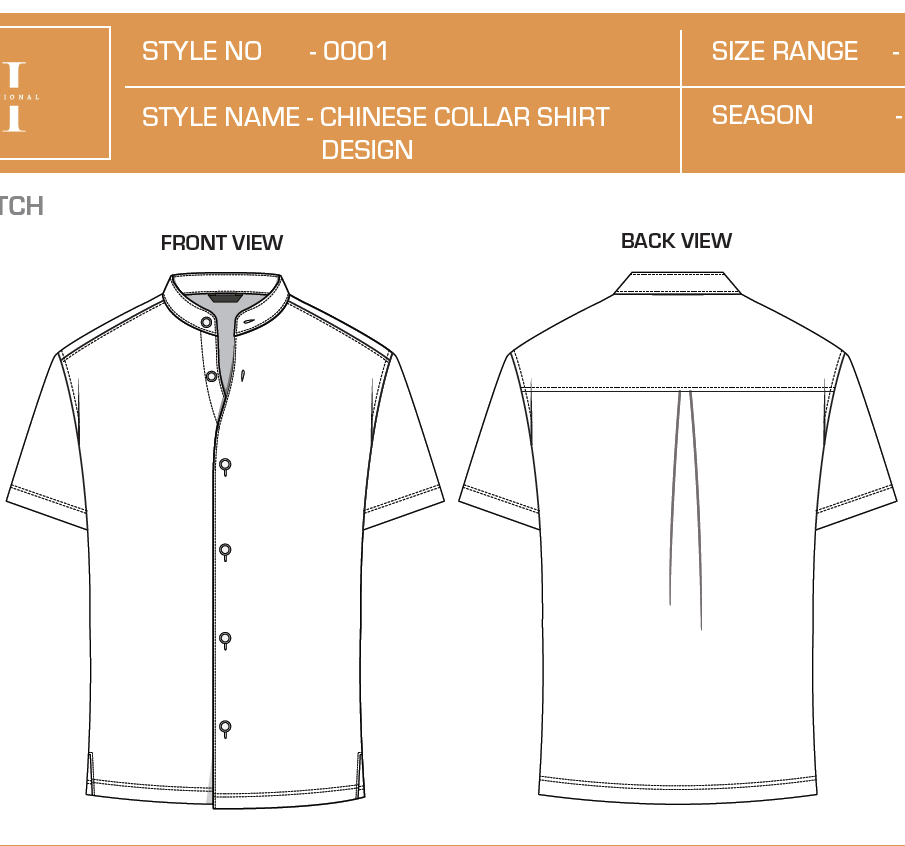 IONAL
STYLE NO - 0001
SIZE RANGE -
STYLE NAME - CHINESE COLLAR SHIRT
DESIGN
SEASON -
TCH
FRONT VIEW
BACK VIEW